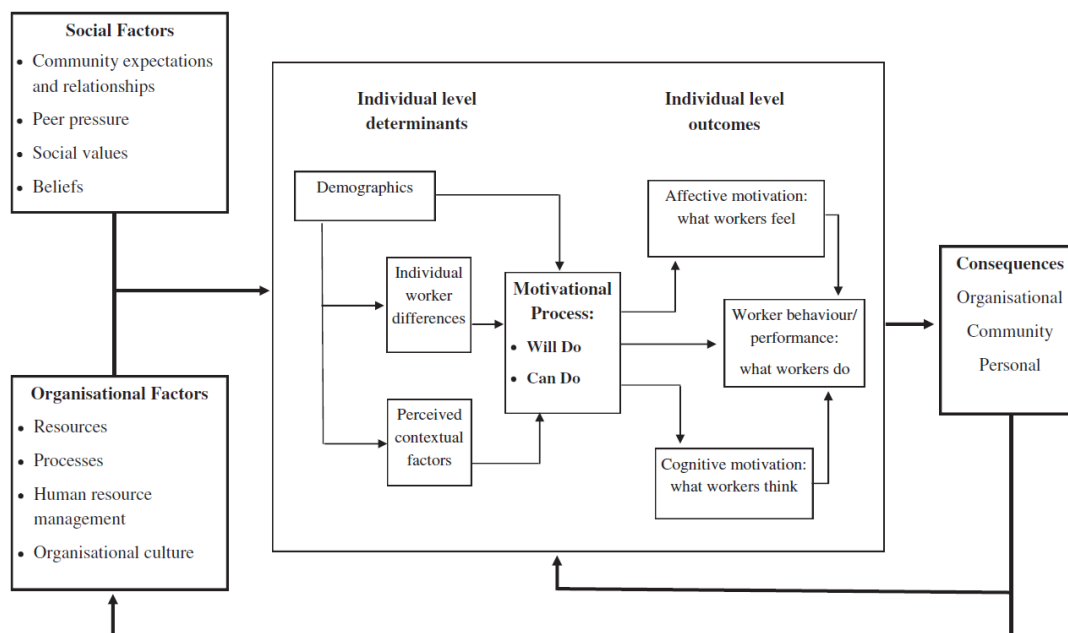 Social Factors
• Community expectations
and relationships
• Peer pressure
• Social values
• Beliefs
Organisational Factors
• Resources
• Processes
• Human resource
management
• Organisational culture
Individual level
determinants
Individual level
outcomes
Demographics
Individual
worker
differences
Perceived
contextual
factors
Motivational
Process:
• Will Do
• Can Do
Affective motivation:
what workers feel
Worker behaviour/
performance:
what workers do
Cognitive motivation:
what workers think
Consequences
Organisational
Community
Personal